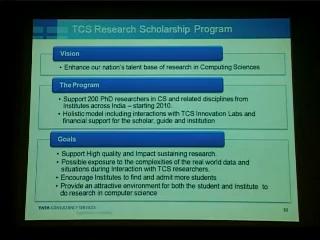 TCS Research Scholarship Program
Vision
• Enhance our nation's talent base of research in Computing Sciences
The Program
• Support 200 PhD researchers in CS and related disciplines from
Institutes across India – starting 2010.
• Holistic model including interactions with TCS Innovation Labs and
financial support for the scholar, guide and institution
Goals
• Support High quality and Impact sustaining research.
• Possible exposure to the complexities of the real world data and
situations during Interaction with TCS researchers.
• Encourage Institutes to find and admit more students
• Provide an attractive environment for both the student and institute to
do research in computer science
TATA CONSULTANCY SERVICES